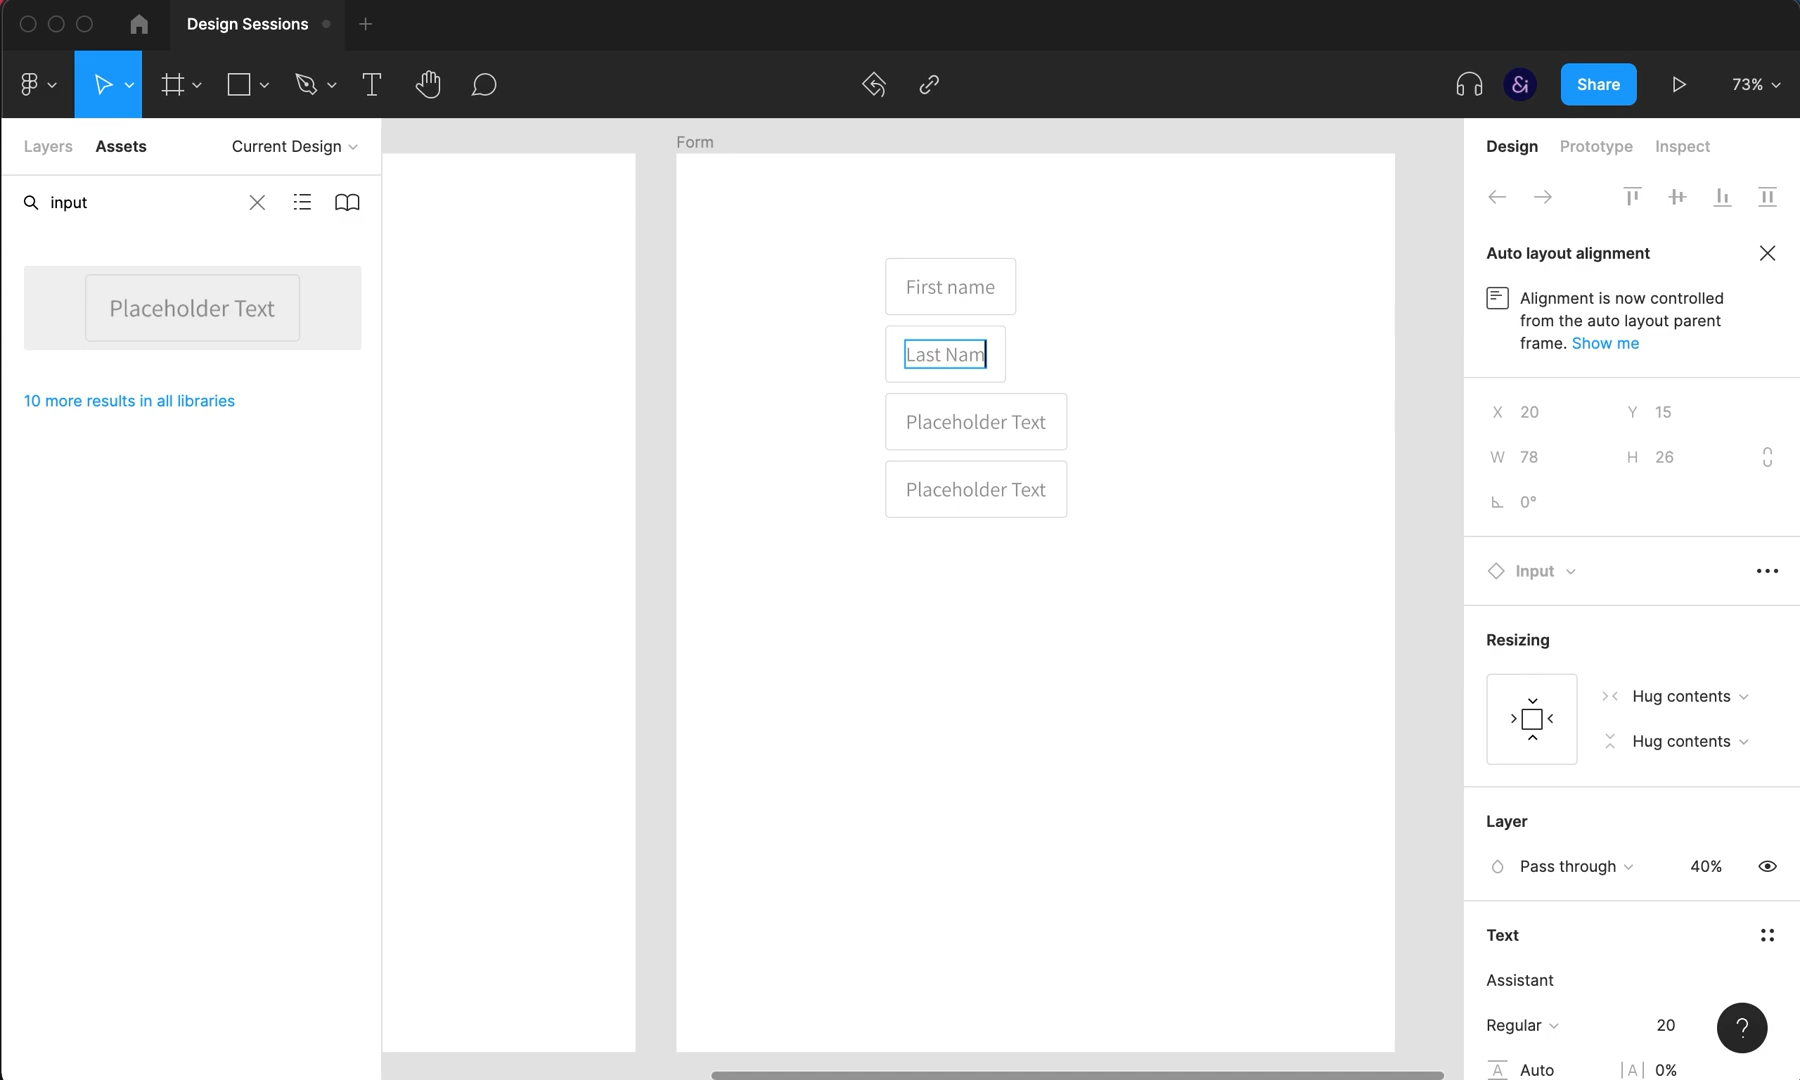 Design Sessions
Share
73%
Layers Assets Current Design
input
Placeholder Text
10 more results in all libraries
Form
First name
Last Nam
Placeholder Text
Placeholder Text
Design Prototype Inspect
Auto layout alignment
Alignment is now controlled
from the auto layout parent
frame. Show me
X 20 Y 15
W 78 H 26
0°
Input
Resizing
Hug contents
Hug contents
Layer
Pass through 40%
Text
Assistant
Regular 20
A Auto |A| 0%
?